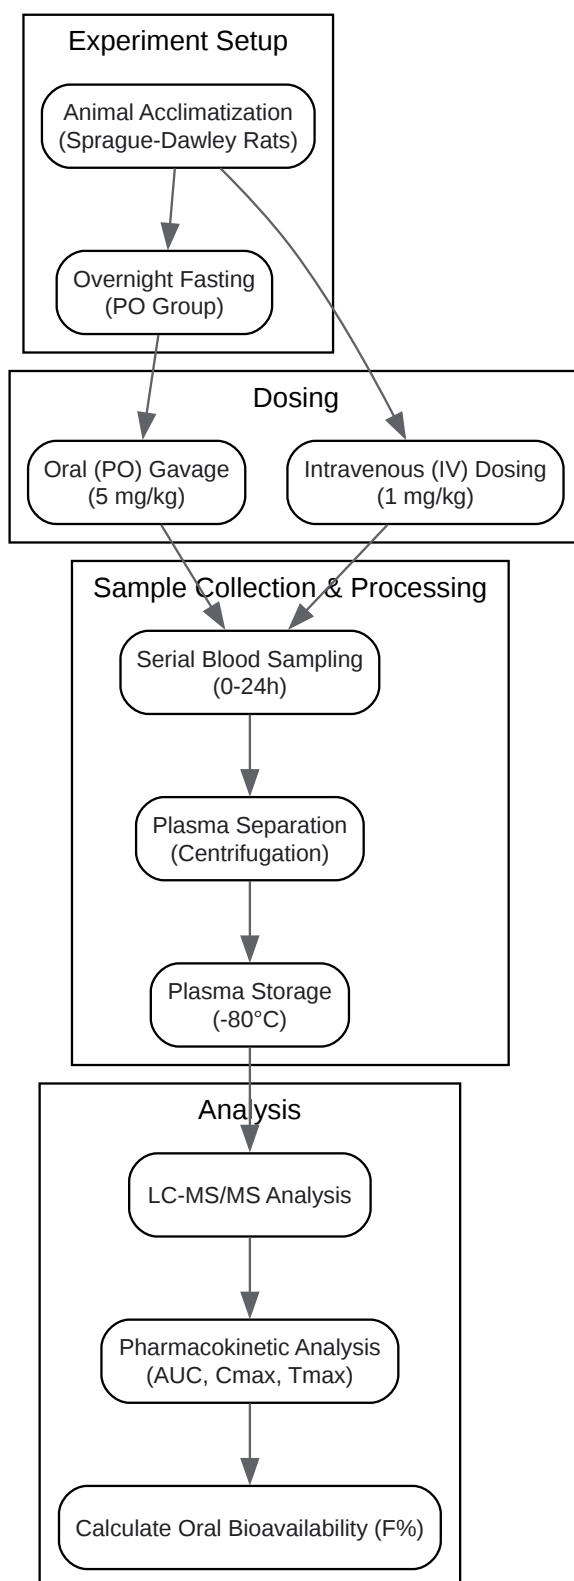 Experiment Setup
Animal Acclimatization
(Sprague-Dawley Rats)
Overnight Fasting
(PO Group)
Dosing
Oral (PO) Gavage
(5 mg/kg)
Intravenous (IV) Dosing
(1 mg/kg)
Sample Collection & Processing
Serial Blood Sampling
(0-24h)
Plasma Separation
(Centrifugation)
Plasma Storage
(-80°C)
Analysis
LC-MS/MS Analysis
Pharmacokinetic Analysis
(AUC, Cmax, Tmax)
Calculate Oral Bioavailability (F%)